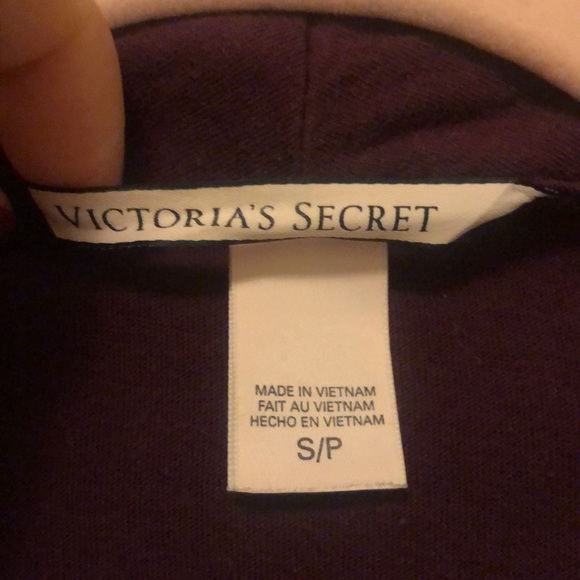 VICTORIA'S SECRET
MADE IN VIETNAM
FAIT AU VIETNAM
HECHO EN VIETNAM
S/P